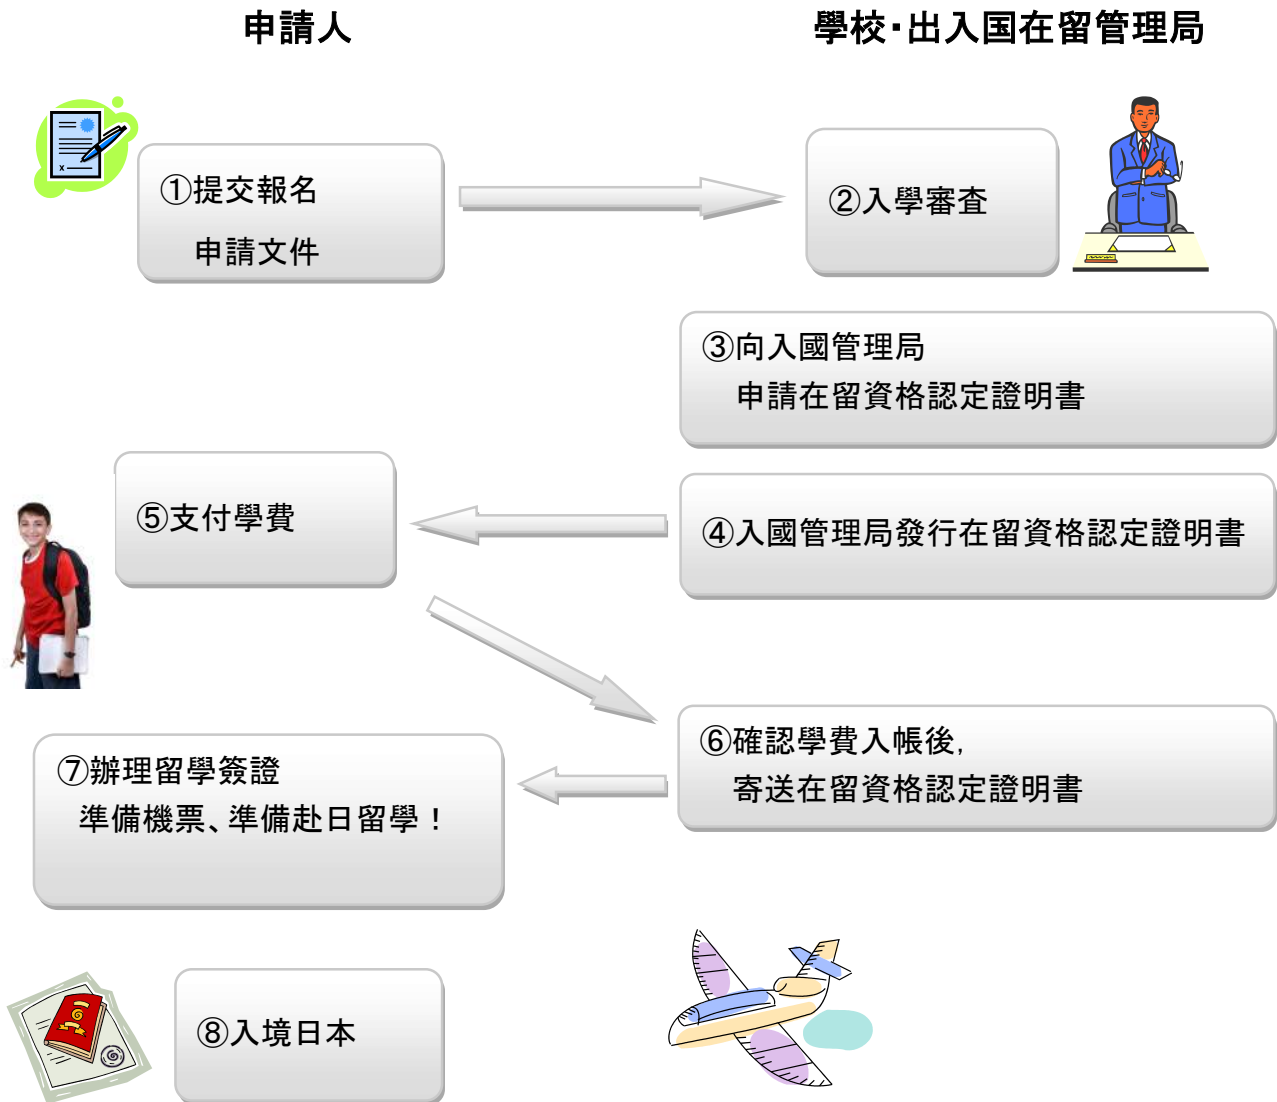 申請人
學校・出入国在留管理局
①提交報名
申請文件
②入學審査
③向入國管理局
申請在留資格認定證明書
④入國管理局發行在留資格認定證明書
⑤支付學費
⑥確認學費入帳後,
寄送在留資格認定證明書
⑦辦理留學簽證
準備機票、準備赴日留學！
⑧入境日本